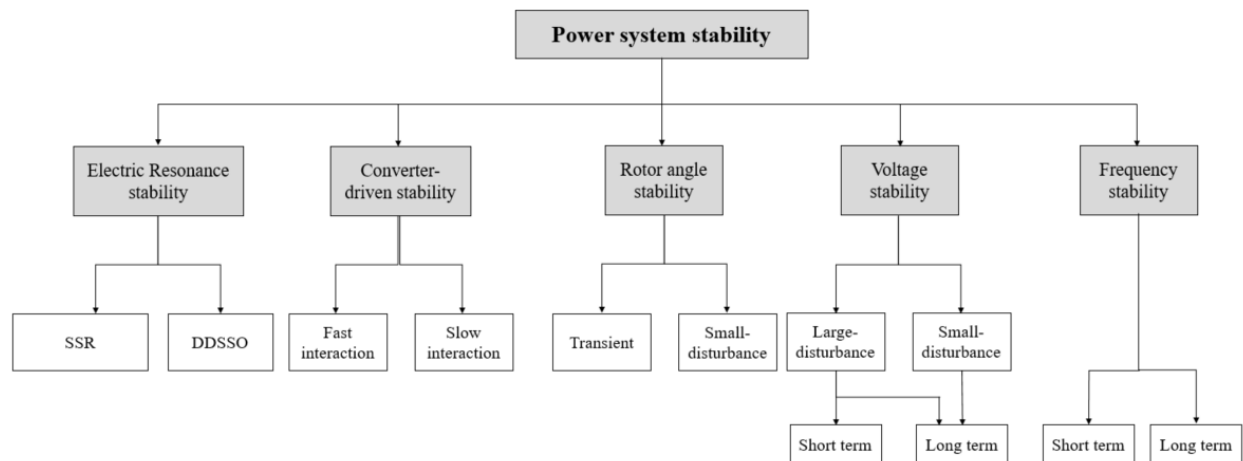 Power system stability
Electric Resonance
stability
Converter-
driven stability
Rotor angle
stability
Voltage
stability
Frequency
stability
SSR
DDSSO
Fast
interaction
Slow
interaction
Transient
Small-
disturbance
Large-
disturbance
Small-
disturbance
Short term
Long term
Short term
Long term